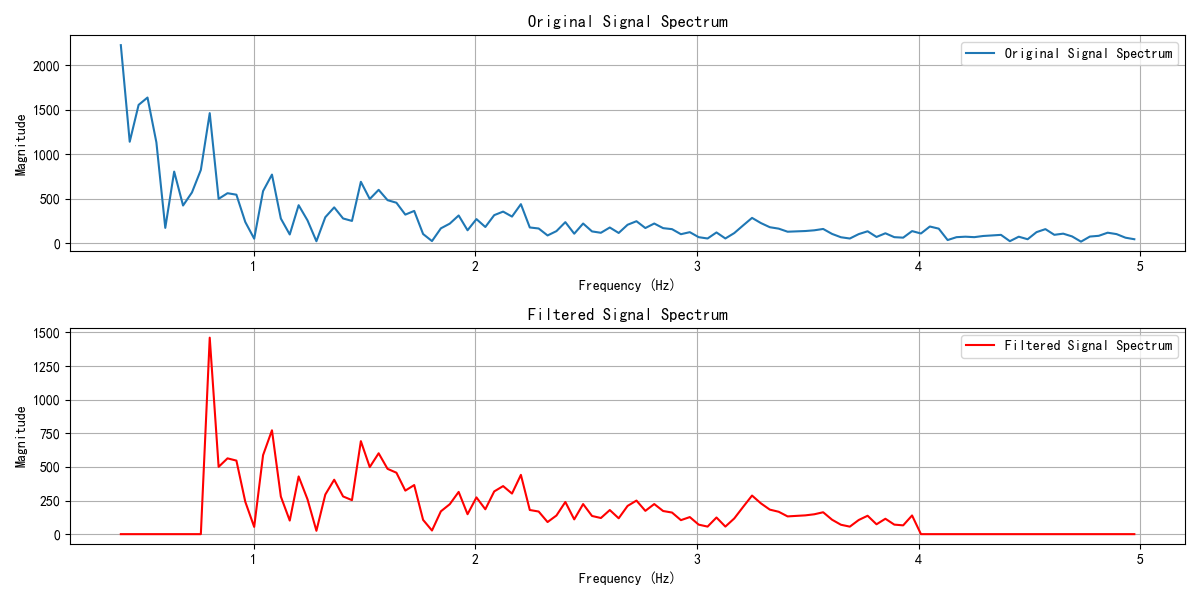 Original Signal Spectrum
Original Signal Spectrum
Magnitude
2000
1500
1000
500
0
1 2 3 4 5
Frequency (Hz)
Filtered Signal Spectrum
Filtered Signal Spectrum
Magnitude
1500
1250
1000
750
500
250
0
1 2 3 4 5
Frequency (Hz)